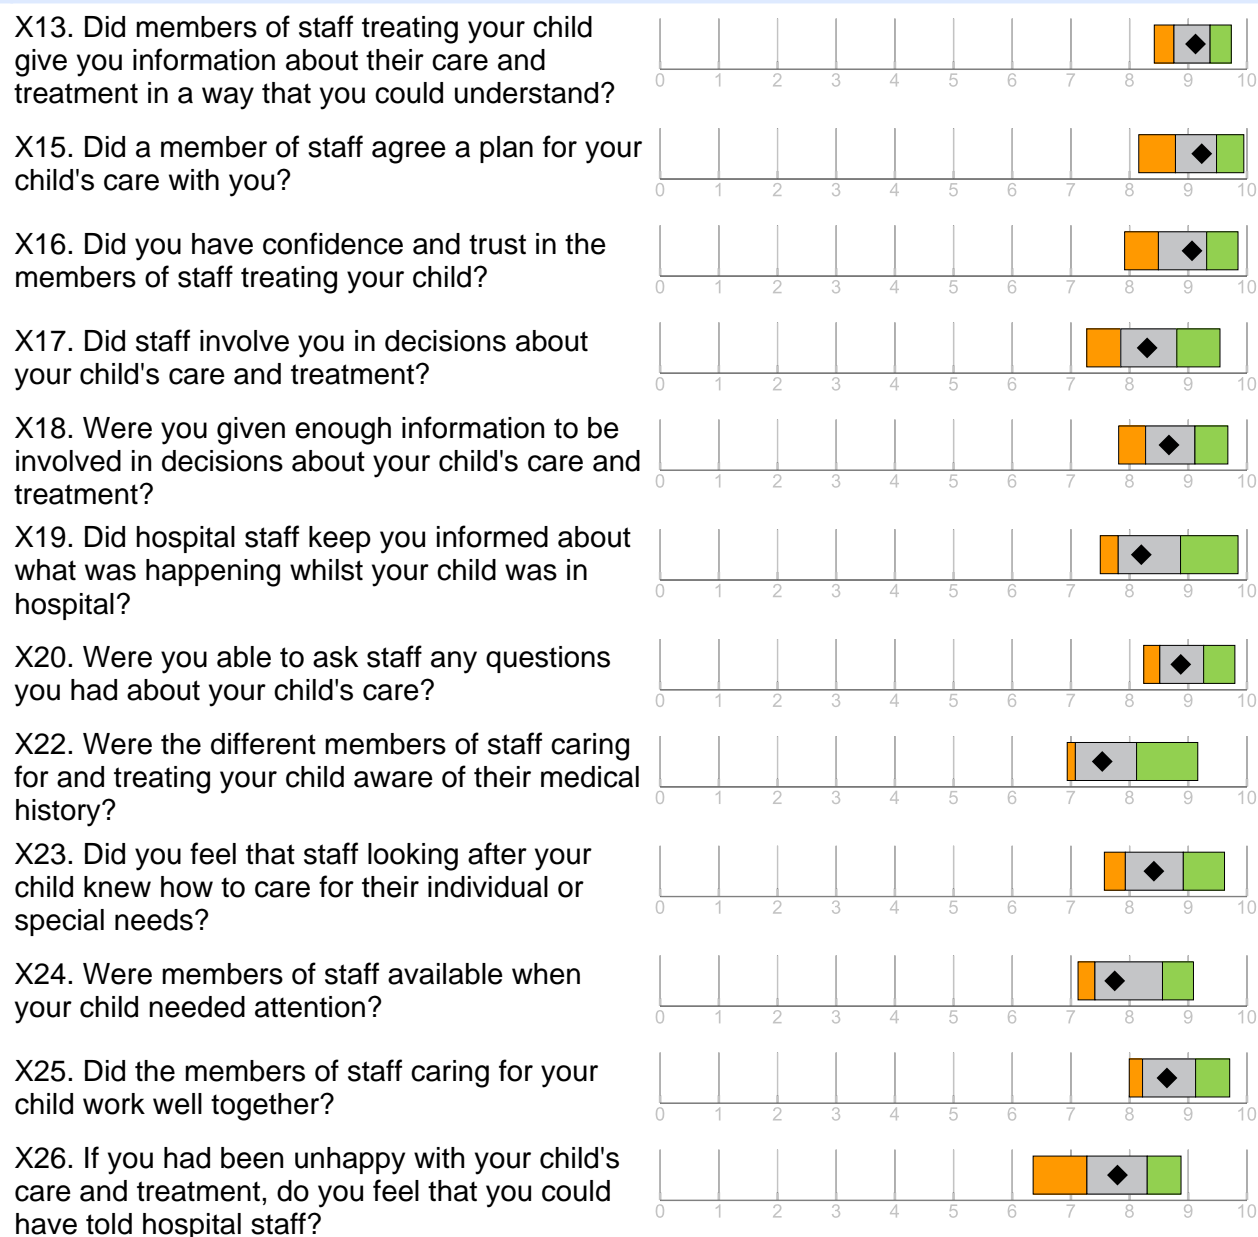 X13. Did members of staff treating your child
give you information about their care and
treatment in a way that you could understand?
0 1 2 3 4 5 6 7 8 9 10
X15. Did a member of staff agree a plan for your
child's care with you?
0 1 2 3 4 5 6 7 8 9 10
X16. Did you have confidence and trust in the
members of staff treating your child?
0 1 2 3 4 5 6 7 8 9 10
X17. Did staff involve you in decisions about
your child's care and treatment?
0 1 2 3 4 5 6 7 8 9 10
X18. Were you given enough information to be
involved in decisions about your child's care and
treatment?
0 1 2 3 4 5 6 7 8 9 10
X19. Did hospital staff keep you informed about
what was happening whilst your child was in
hospital?
0 1 2 3 4 5 6 7 8 9 10
X20. Were you able to ask staff any questions
you had about your child's care?
0 1 2 3 4 5 6 7 8 9 10
X22. Were the different members of staff caring
for and treating your child aware of their medical
history?
0 1 2 3 4 5 6 7 8 9 10
X23. Did you feel that staff looking after your
child knew how to care for their individual or
special needs?
0 1 2 3 4 5 6 7 8 9 10
X24. Were members of staff available when
your child needed attention?
0 1 2 3 4 5 6 7 8 9 10
X25. Did the members of staff caring for your
child work well together?
0 1 2 3 4 5 6 7 8 9 10
X26. If you had been unhappy with your child's
care and treatment, do you feel that you could
have told hospital staff?
0 1 2 3 4 5 6 7 8 9 10